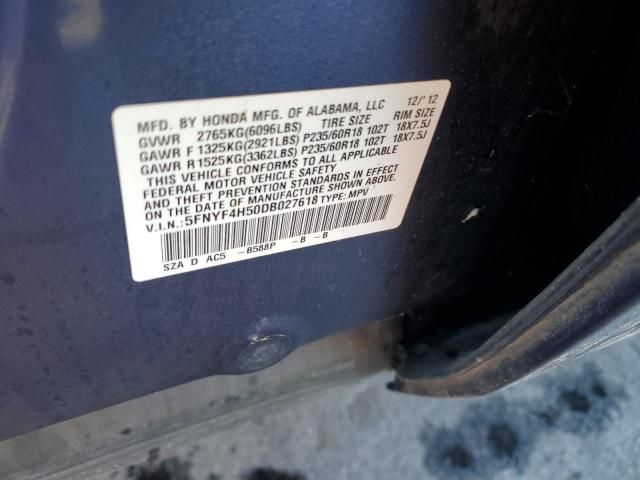 MFD. BY HONDA MFG. OF ALABAMA, LLC 12/'12
GVWR 2765KG(6096LBS) TIRE SIZE RIM SIZE
GAWR F 1325KG(2921LBS) P235/60R18 102T 18X7.5J
GAWR R 1525KG(3362LBS) P235/60R18 102T 18X7.5J
THIS VEHICLE CONFORMS TO ALL APPLICABLE
FEDERAL MOTOR VEHICLE SAFETY
STANDARDS IN EFFECT
ON THE DATE OF MANUFACTURE SHOWN ABOVE.
V.I.N.: 5FNYF4H50DB027618 TYPE: MPV
SZA D AC5 -B588P -B -B